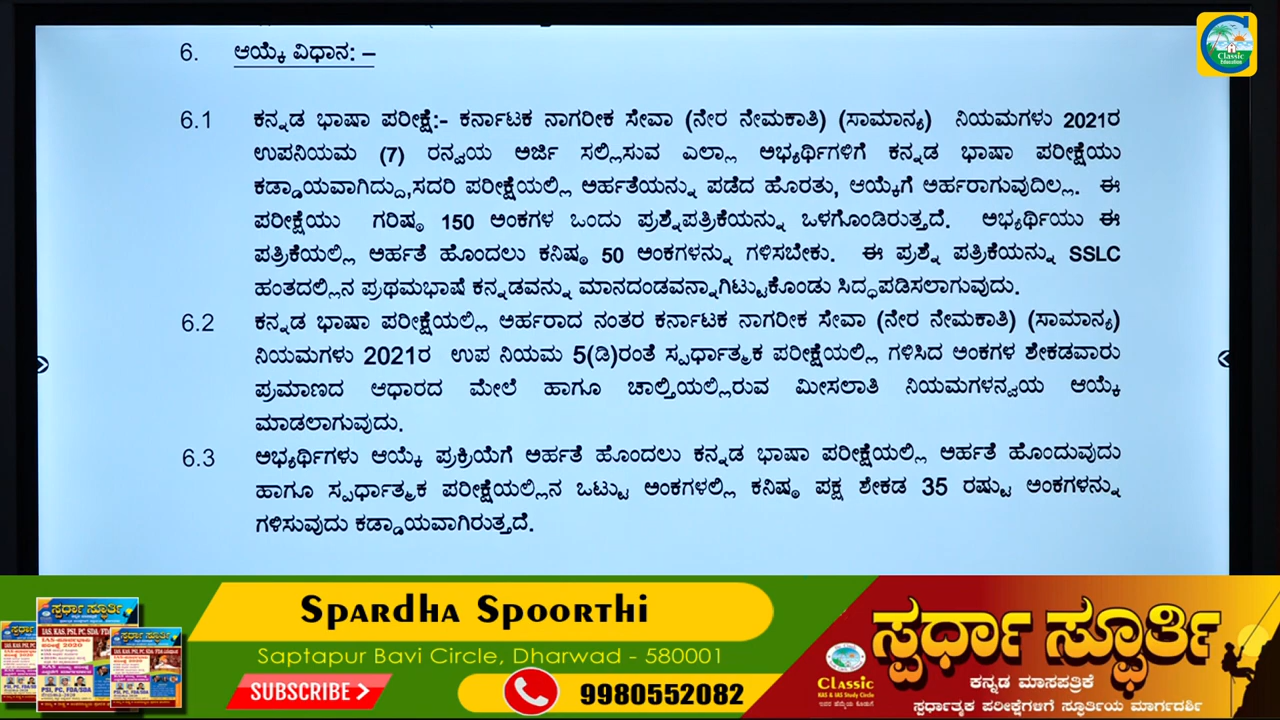 Classic
Education
6. ಆಯ್ಕೆ ವಿಧಾನ: –
6.1 ಕನ್ನಡ ಭಾಷಾ ಪರೀಕ್ಷೆ:- ಕರ್ನಾಟಕ ನಾಗರೀಕ ಸೇವಾ (ನೇರ ನೇಮಕಾತಿ) (ಸಾಮಾನ್ಯ) ನಿಯಮಗಳು 2021ರ
ಉಪನಿಯಮ (7) ರನ್ವಯ ಅರ್ಜಿ ಸಲ್ಲಿಸುವ ಎಲ್ಲಾ ಅಭ್ಯರ್ಥಿಗಳಿಗೆ ಕನ್ನಡ ಭಾಷಾ ಪರೀಕ್ಷೆಯು
ಕಡ್ಡಾಯವಾಗಿದ್ದು,ಸದರಿ ಪರೀಕ್ಷೆಯಲ್ಲಿ ಅರ್ಹತೆಯನ್ನು ಪಡೆದ ಹೊರತು, ಆಯ್ಕೆಗೆ ಅರ್ಹರಾಗುವುದಿಲ್ಲ. ಈ
ಪರೀಕ್ಷೆಯು ಗರಿಷ್ಠ 150 ಅಂಕಗಳ ಒಂದು ಪ್ರಶ್ನೆಪತ್ರಿಕೆಯನ್ನು ಒಳಗೊಂಡಿರುತ್ತದೆ. ಅಭ್ಯರ್ಥಿಯು ಈ
ಪತ್ರಿಕೆಯಲ್ಲಿ ಅರ್ಹತೆ ಹೊಂದಲು ಕನಿಷ್ಠ 50 ಅಂಕಗಳನ್ನು ಗಳಿಸಬೇಕು. ಈ ಪ್ರಶ್ನೆ ಪತ್ರಿಕೆಯನ್ನು SSLC
ಹಂತದಲ್ಲಿನ ಪ್ರಥಮಭಾಷೆ ಕನ್ನಡವನ್ನು ಮಾನದಂಡವನ್ನಾಗಿಟ್ಟುಕೊಂಡು ಸಿದ್ಧಪಡಿಸಲಾಗುವುದು.
6.2 ಕನ್ನಡ ಭಾಷಾ ಪರೀಕ್ಷೆಯಲ್ಲಿ ಅರ್ಹರಾದ ನಂತರ ಕರ್ನಾಟಕ ನಾಗರೀಕ ಸೇವಾ (ನೇರ ನೇಮಕಾತಿ) (ಸಾಮಾನ್ಯ)
ನಿಯಮಗಳು 2021ರ ಉಪ ನಿಯಮ 5(ಡಿ)ರಂತೆ ಸ್ಪರ್ಧಾತ್ಮಕ ಪರೀಕ್ಷೆಯಲ್ಲಿ ಗಳಿಸಿದ ಅಂಕಗಳ ಶೇಕಡವಾರು
ಪ್ರಮಾಣದ ಆಧಾರದ ಮೇಲೆ ಹಾಗೂ ಚಾಲ್ತಿಯಲ್ಲಿರುವ ಮೀಸಲಾತಿ ನಿಯಮಗಳನ್ವಯ ಆಯ್ಕೆ
ಮಾಡಲಾಗುವುದು.
6.3 ಅಭ್ಯರ್ಥಿಗಳು ಆಯ್ಕೆ ಪ್ರಕ್ರಿಯೆಗೆ ಅರ್ಹತೆ ಹೊಂದಲು ಕನ್ನಡ ಭಾಷಾ ಪರೀಕ್ಷೆಯಲ್ಲಿ ಅರ್ಹತೆ ಹೊಂದುವುದು
ಹಾಗೂ ಸ್ಪರ್ಧಾತ್ಮಕ ಪರೀಕ್ಷೆಯಲ್ಲಿನ ಒಟ್ಟು ಅಂಕಗಳಲ್ಲಿ ಕನಿಷ್ಠ ಪಕ್ಷ ಶೇಕಡ 35 ರಷ್ಟು ಅಂಕಗಳನ್ನು
ಗಳಿಸುವುದು ಕಡ್ಡಾಯವಾಗಿರುತ್ತದೆ.
ಸ್ಪರ್ಧಾ ಸ್ಫೂರ್ತಿ
Spardha Spoorthi
Saptapur Bavi Circle, Dharwad - 580001
SUBSCRIBE
9980552082
Classic
KAS & IAS Study Circle
ಸ್ಪರ್ಧಾ ಸ್ಫೂರ್ತಿ
ಕನ್ನಡ ಮಾಸಪತ್ರಿಕೆ
ಸ್ಪರ್ಧಾತ್ಮಕ ಪರೀಕ್ಷೆಗಳಿಗೆ ಸ್ಫೂರ್ತಿಯ ಮಾರ್ಗದರ್ಶಿ